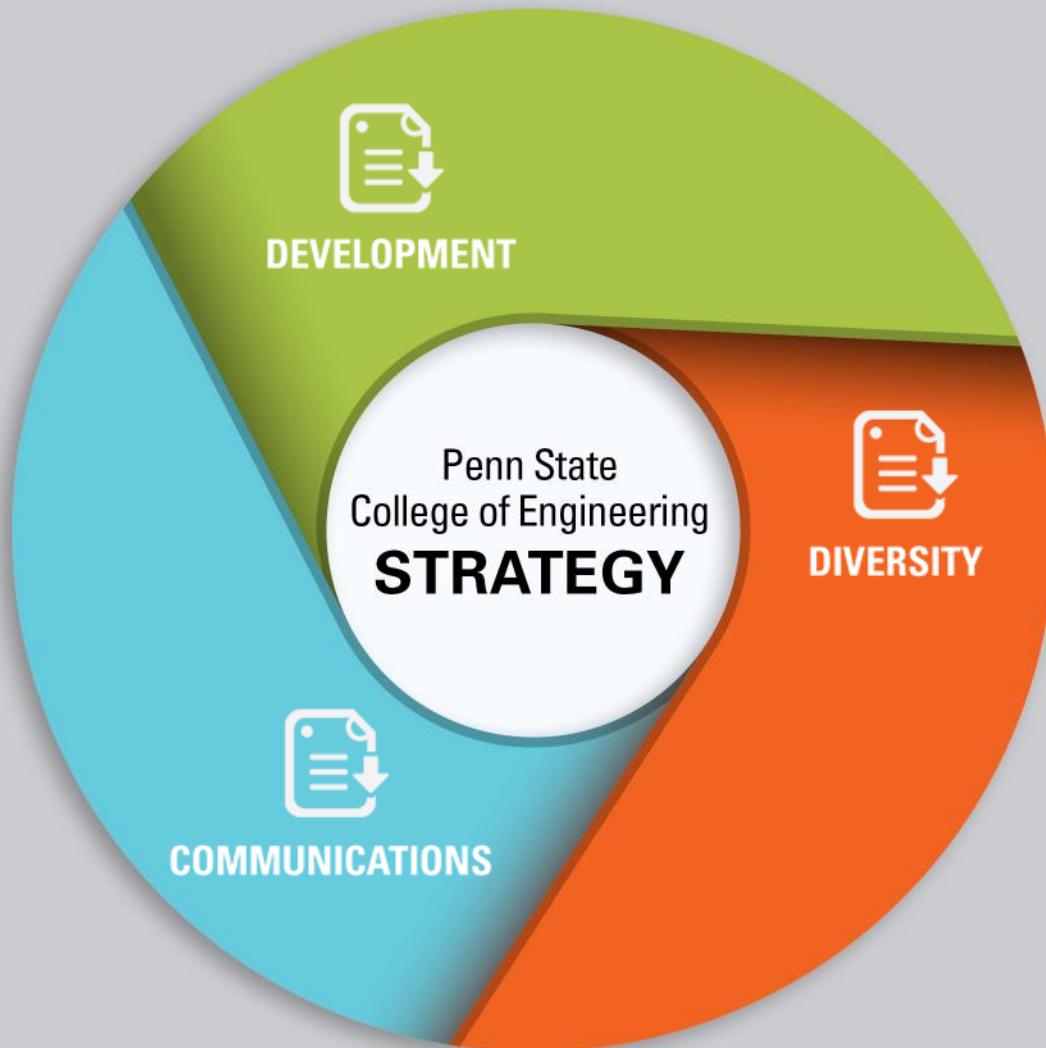 DEVELOPMENT
Penn State
College of Engineering
STRATEGY
DIVERSITY
COMMUNICATIONS